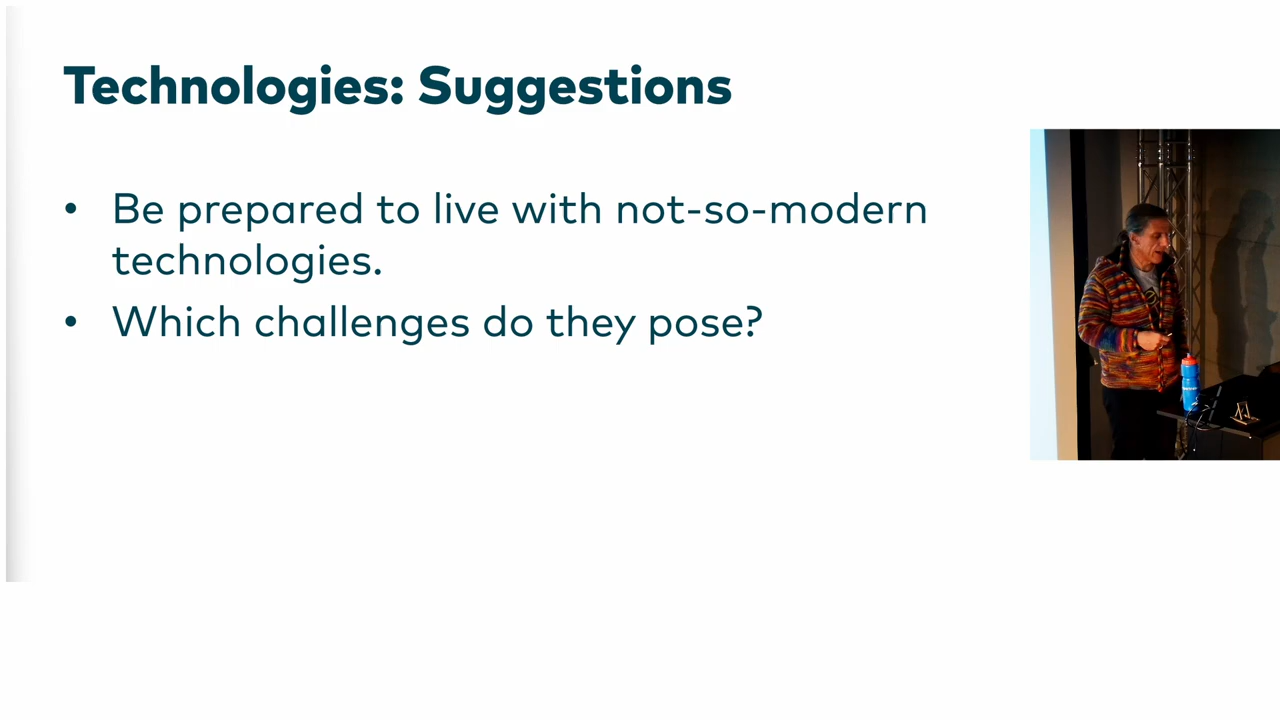 Technologies: Suggestions
• Be prepared to live with not-so-modern
technologies.
• Which challenges do they pose?